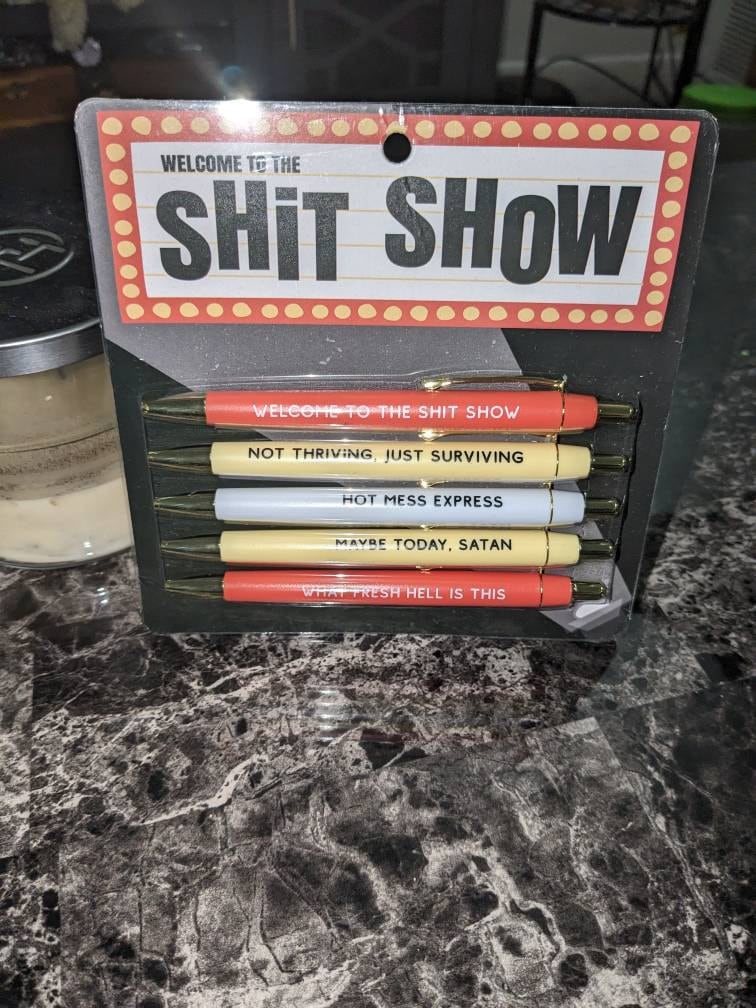 WELCOME TO THE
SHiT SHOW
WELCOME TO THE SHIT SHOW
NOT THRIViNG, JUST SURVIVING
HOT MESS EXPRESS
MAYBE TODAY, SATAN
WHAT FRESH HELL IS THIS